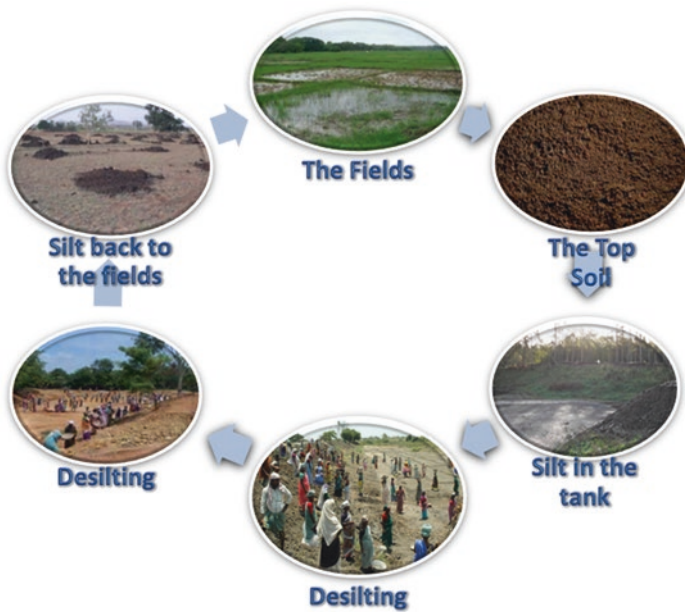 The Fields
The Top
Soil
Silt in the
tank
Desilting
Desilting
Silt back to
the fields